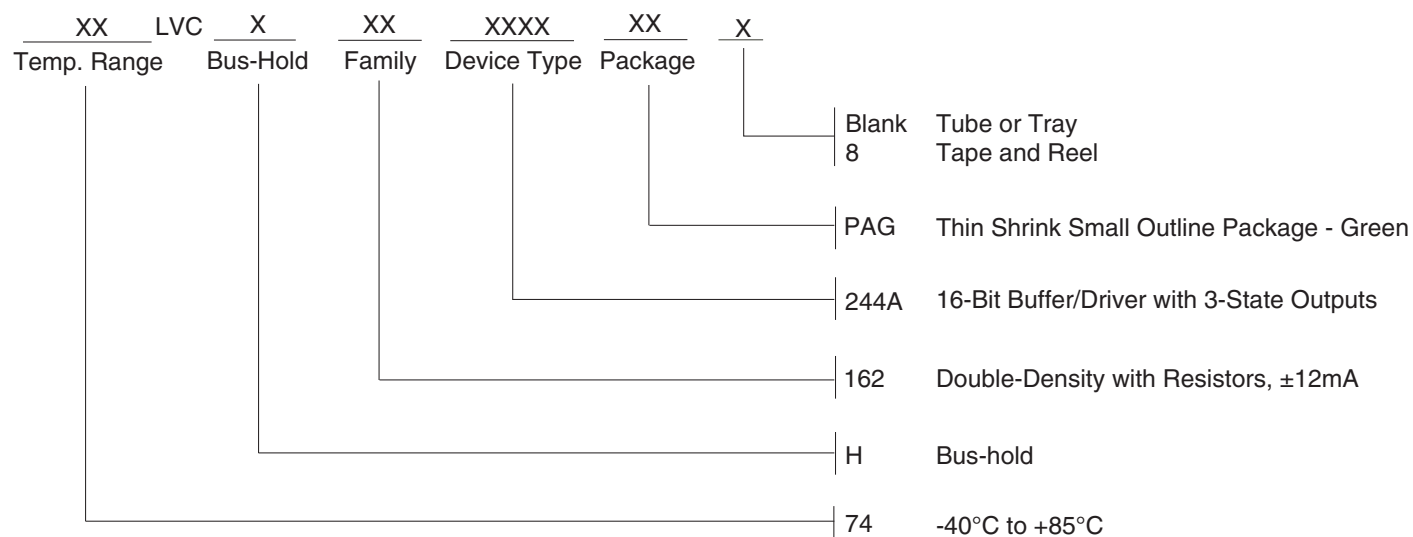 XX LVC X XX XXXX XX X
Temp. Range Bus-Hold Family Device Type Package
Blank Tube or Tray
8 Tape and Reel
PAG Thin Shrink Small Outline Package - Green
244A 16-Bit Buffer/Driver with 3-State Outputs
162 Double-Density with Resistors, ±12mA
H Bus-hold
74 -40°C to +85°C